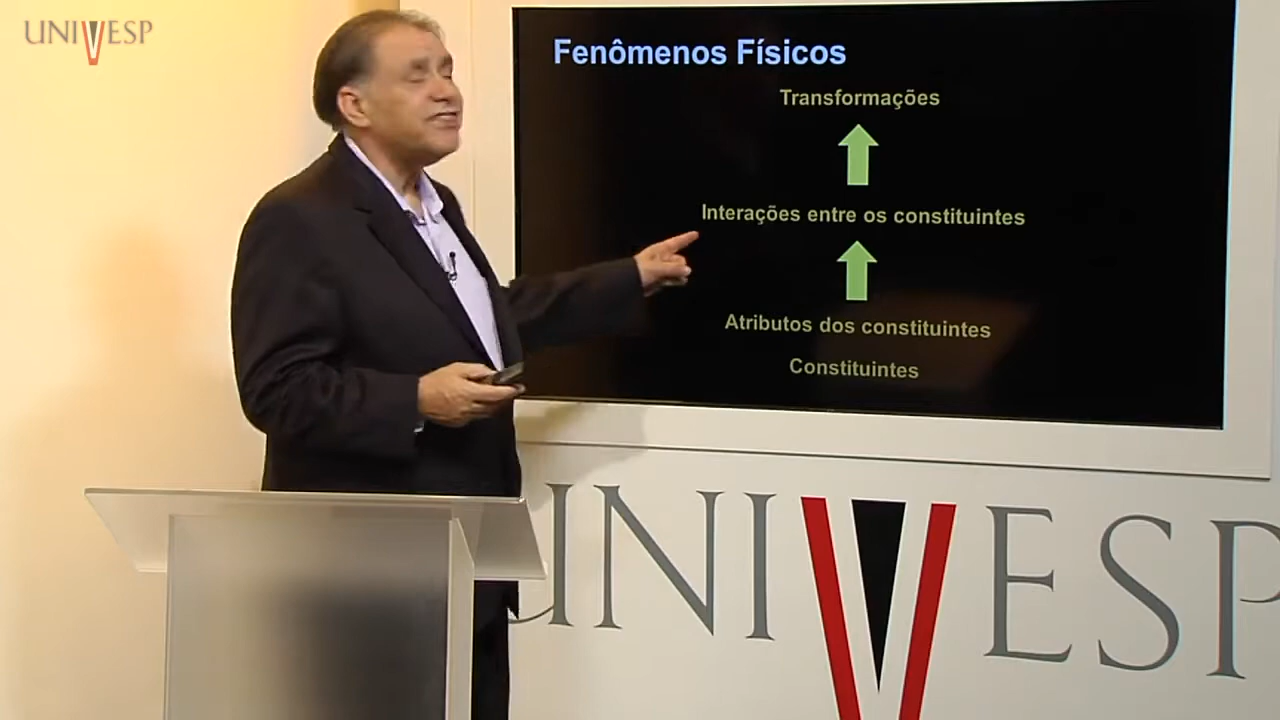 UNIVESP
Fenômenos Físicos
Transformações
Interações entre os constituintes
Atributos dos constituintes
Constituintes
UNIVESP